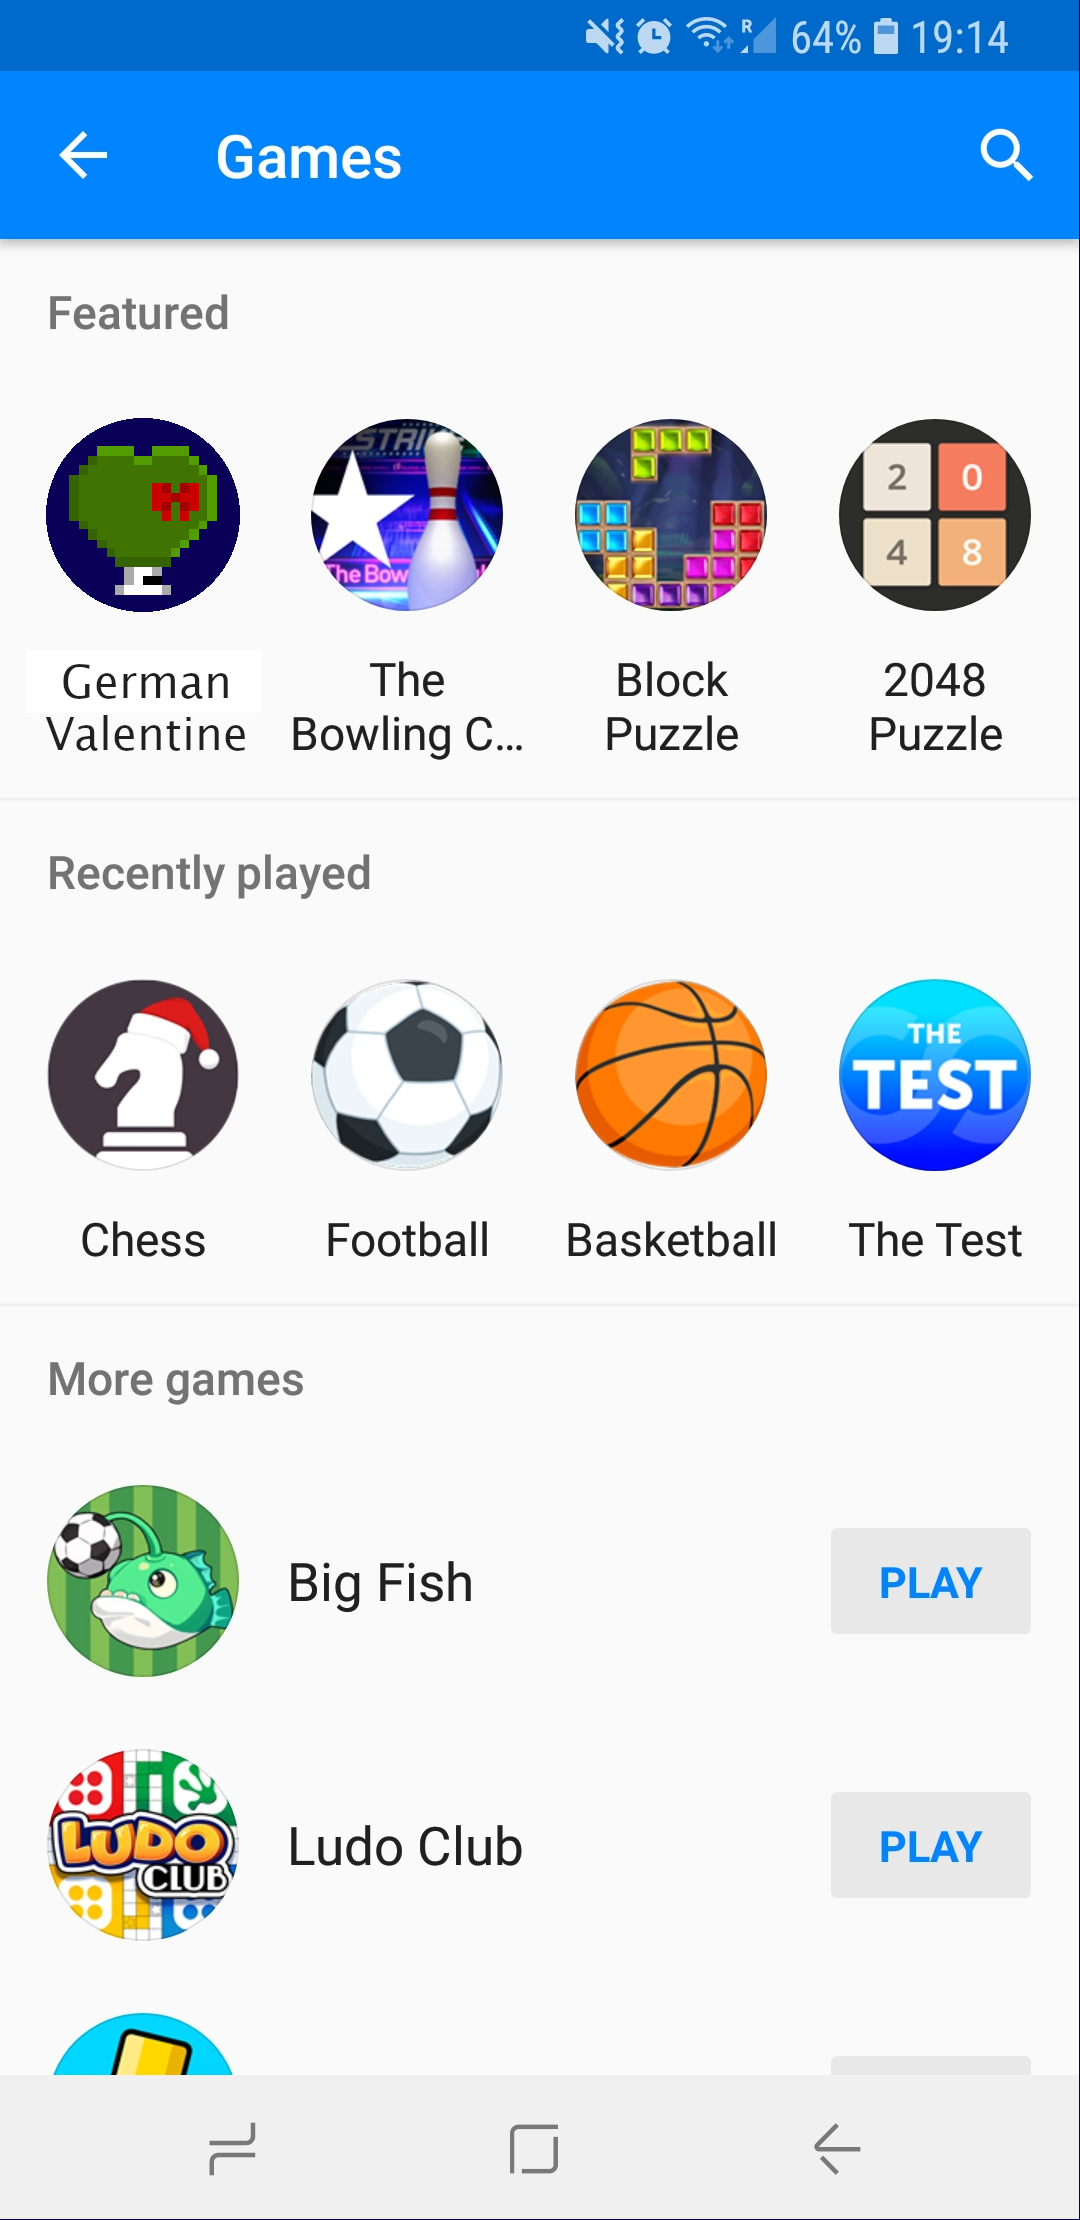 R 64% 19:14
Games
Featured
STRIKE
The Bow
2 0
4 8
German
Valentine
The
Bowling C...
Block
Puzzle
2048
Puzzle
Recently played
THE
TEST
Chess
Football
Basketball
The Test
More games
Big Fish
PLAY
LUDO
CLUB
Ludo Club
PLAY